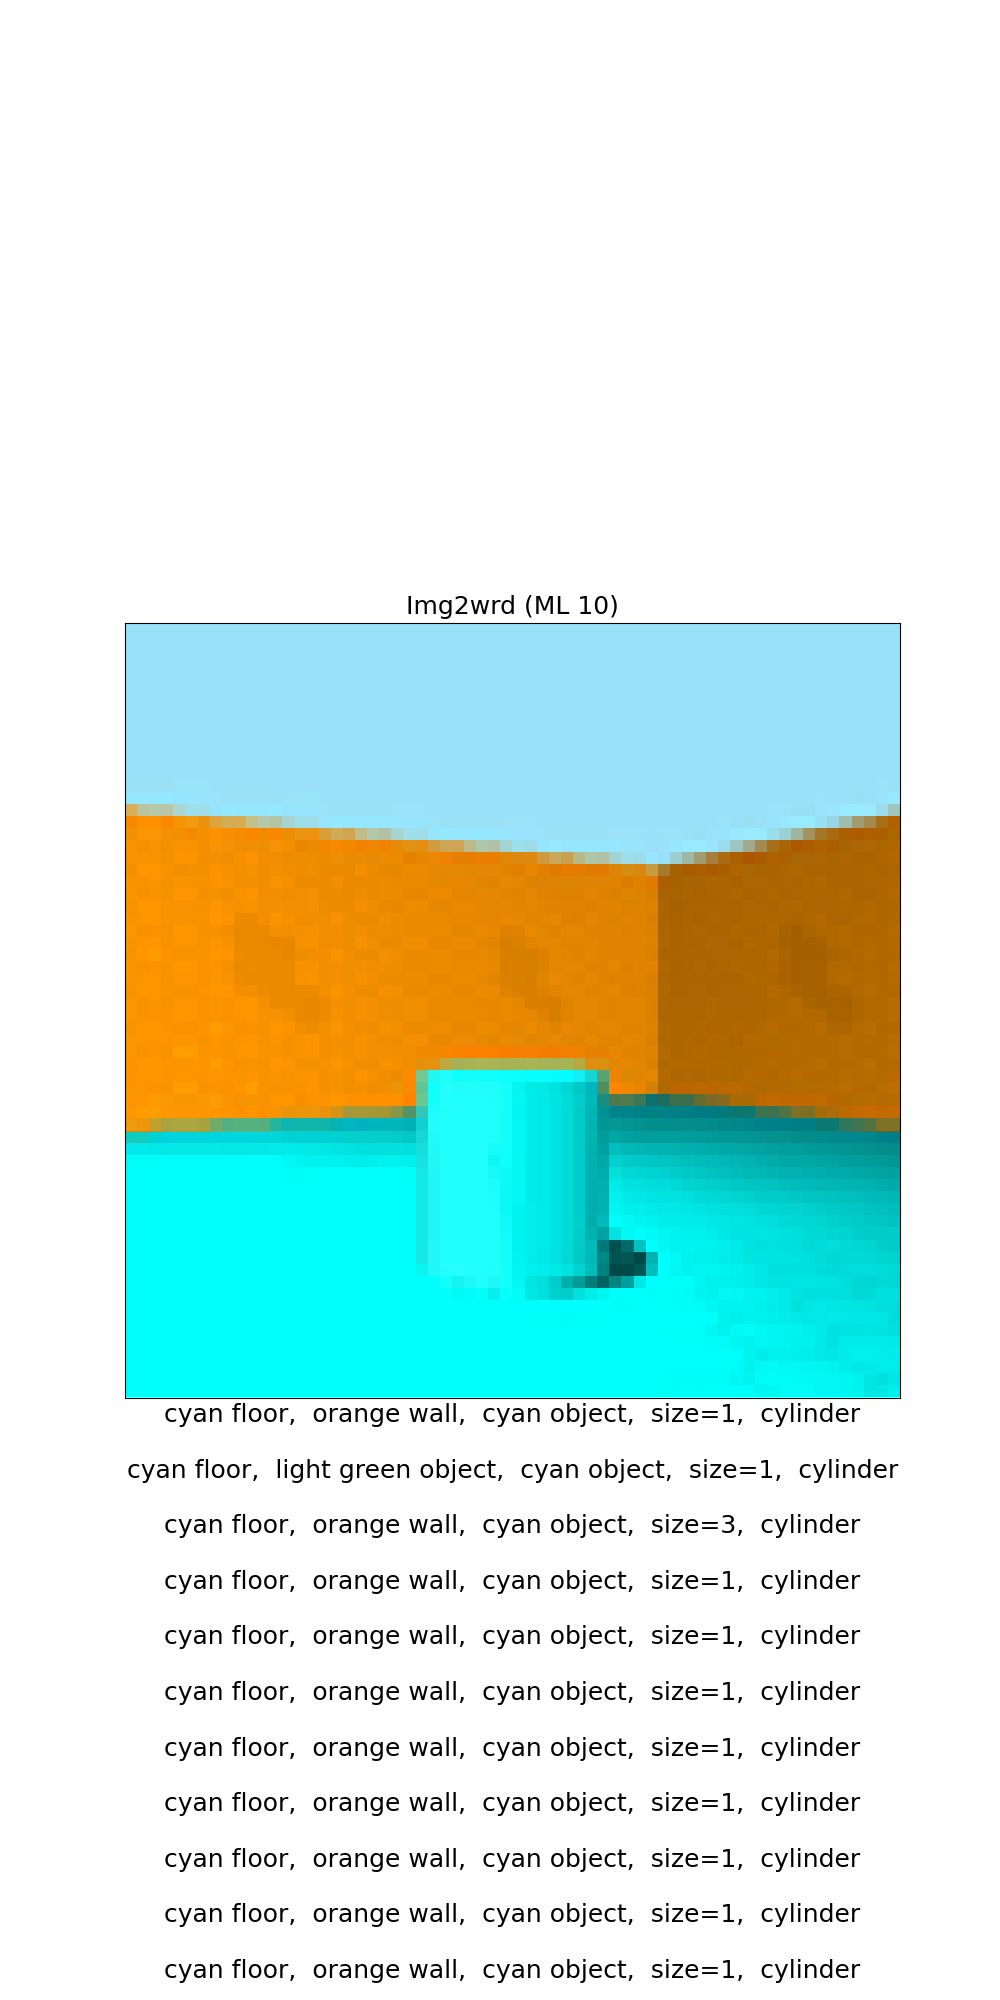 Img2wrd (ML 10)
cyan floor,  orange wall,  cyan object,  size=1,  cylinder
cyan floor,  light green object,  cyan object,  size=1,  cylinder
cyan floor,  orange wall,  cyan object,  size=3,  cylinder
cyan floor,  orange wall,  cyan object,  size=1,  cylinder
cyan floor,  orange wall,  cyan object,  size=1,  cylinder
cyan floor,  orange wall,  cyan object,  size=1,  cylinder
cyan floor,  orange wall,  cyan object,  size=1,  cylinder
cyan floor,  orange wall,  cyan object,  size=1,  cylinder
cyan floor,  orange wall,  cyan object,  size=1,  cylinder
cyan floor,  orange wall,  cyan object,  size=1,  cylinder
cyan floor,  orange wall,  cyan object,  size=1,  cylinder